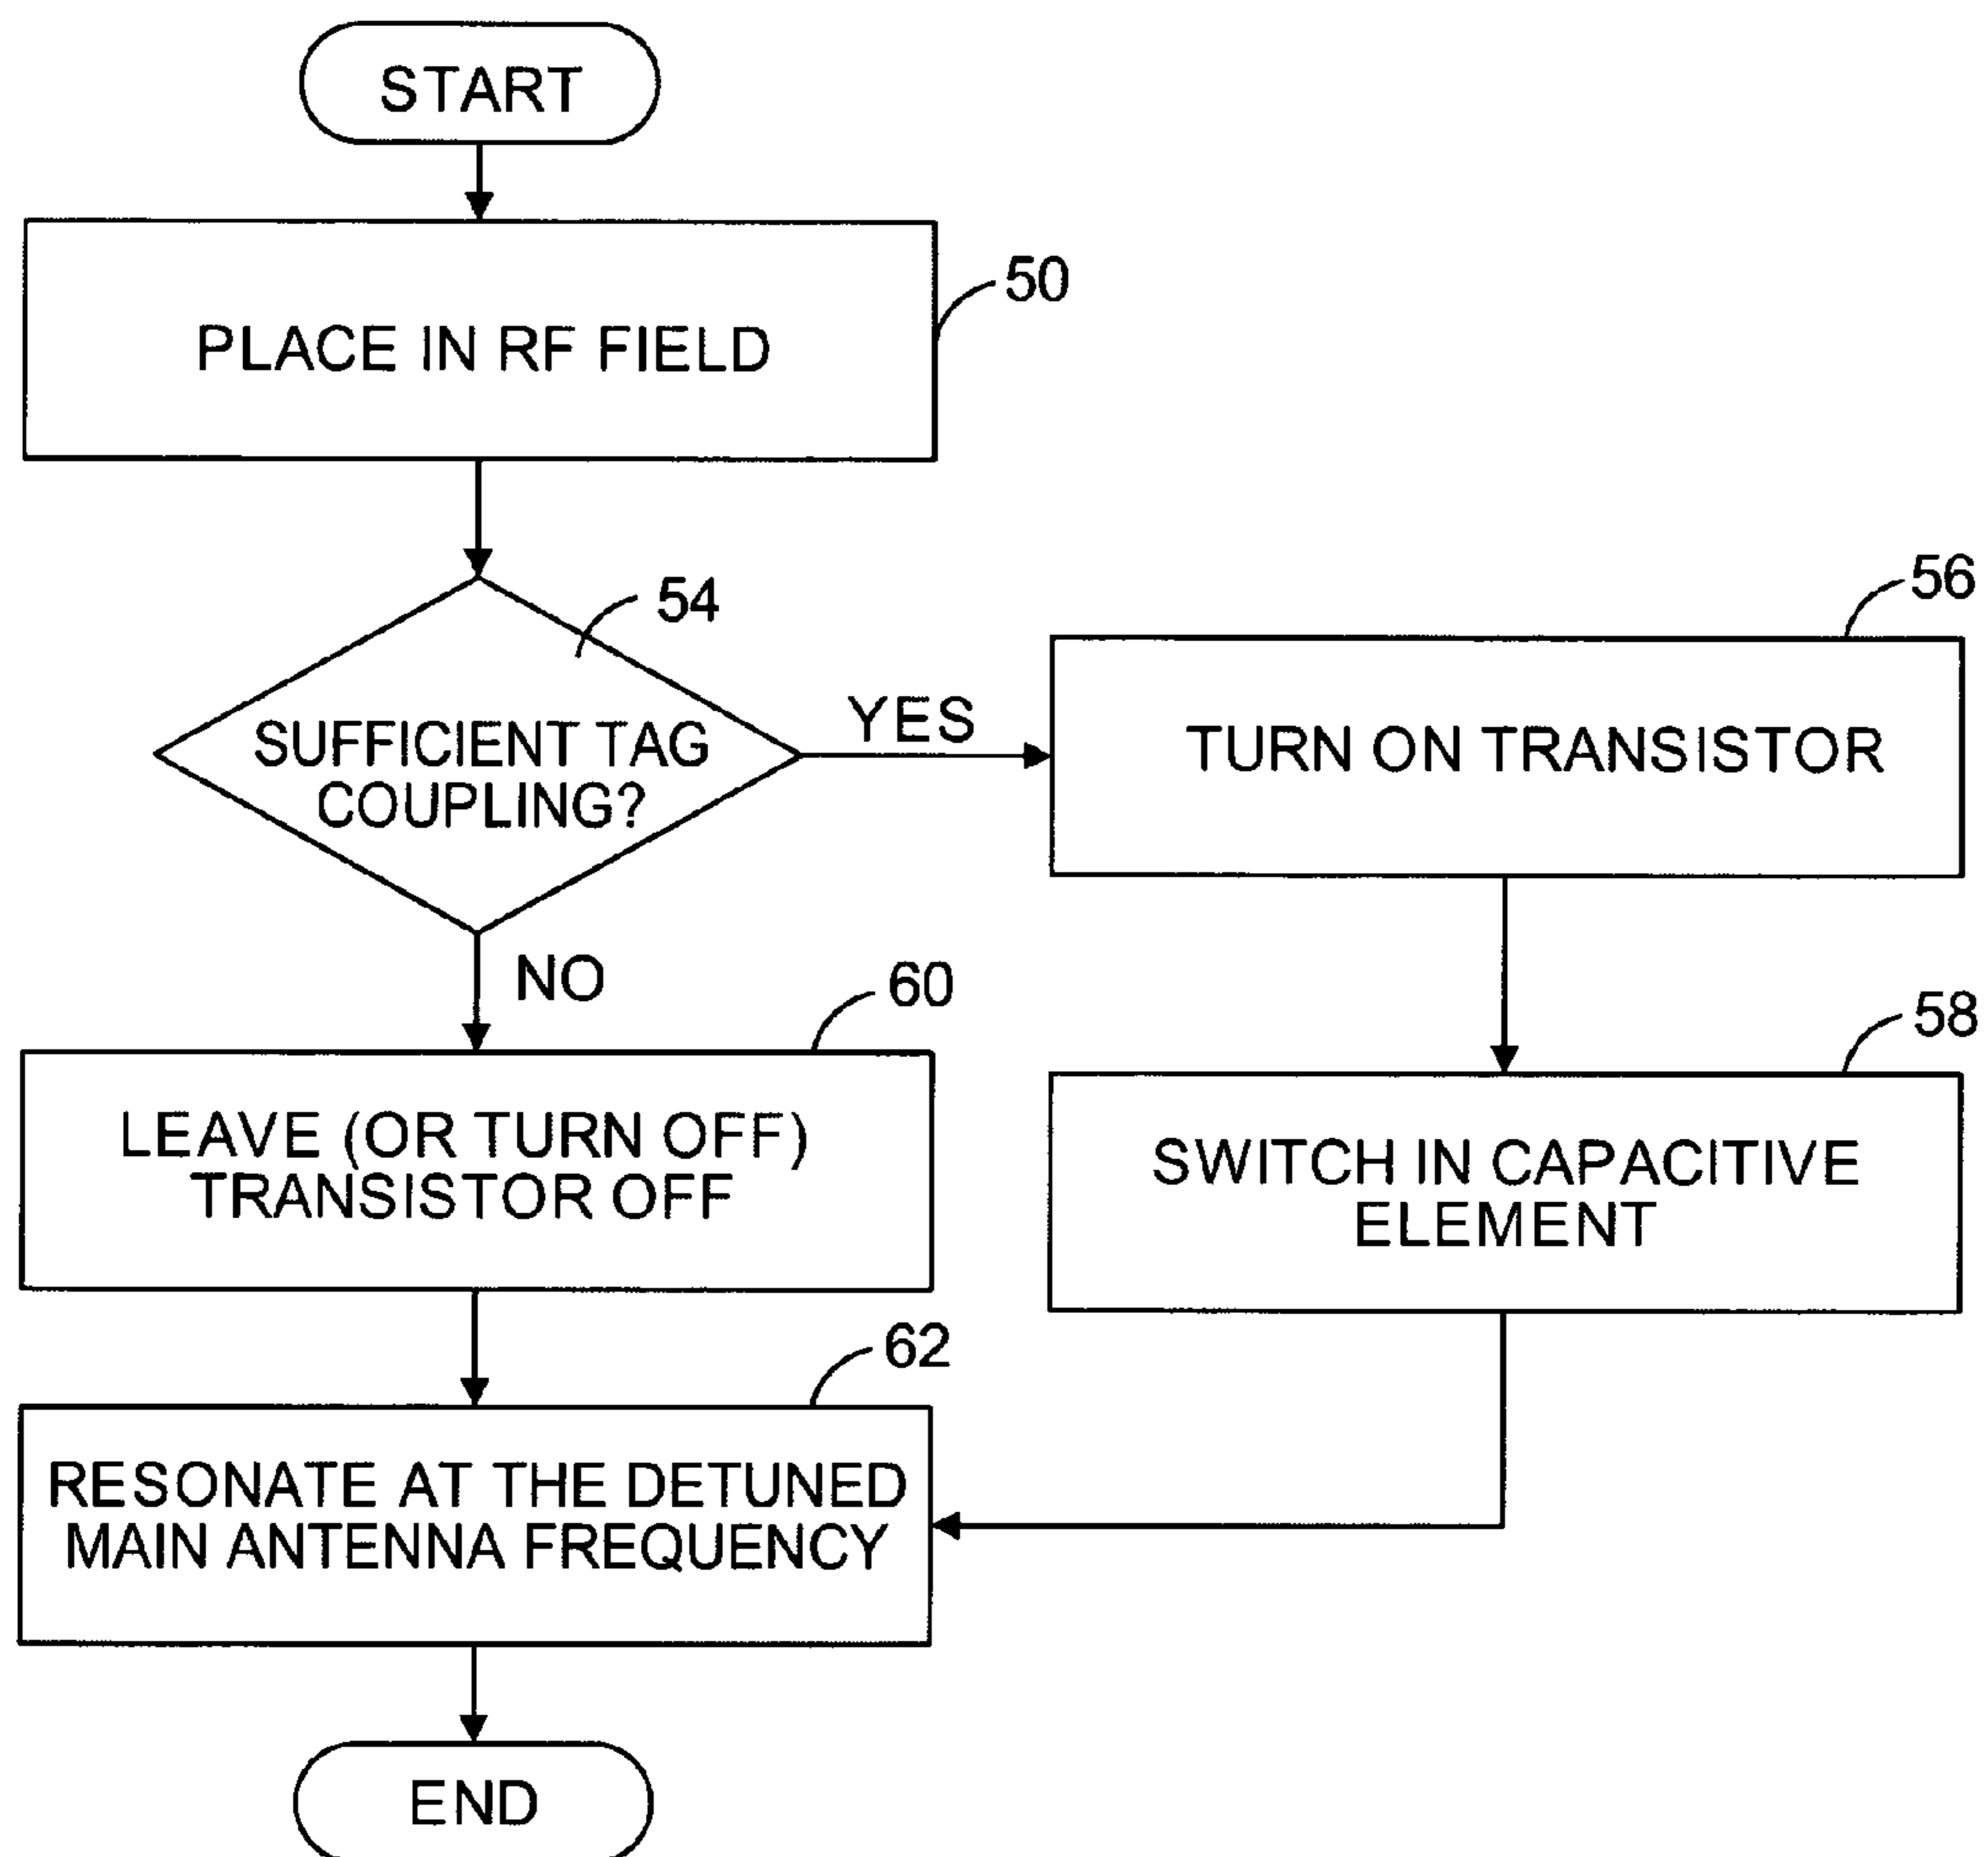 START
PLACE IN RF FIELD
50
54
SUFFICIENT TAG
COUPLING?
YES
56
TURN ON TRANSISTOR
NO
60
LEAVE (OR TURN OFF)
TRANSISTOR OFF
58
SWITCH IN CAPACITIVE
ELEMENT
62
RESONATE AT THE DETUNED
MAIN ANTENNA FREQUENCY
END